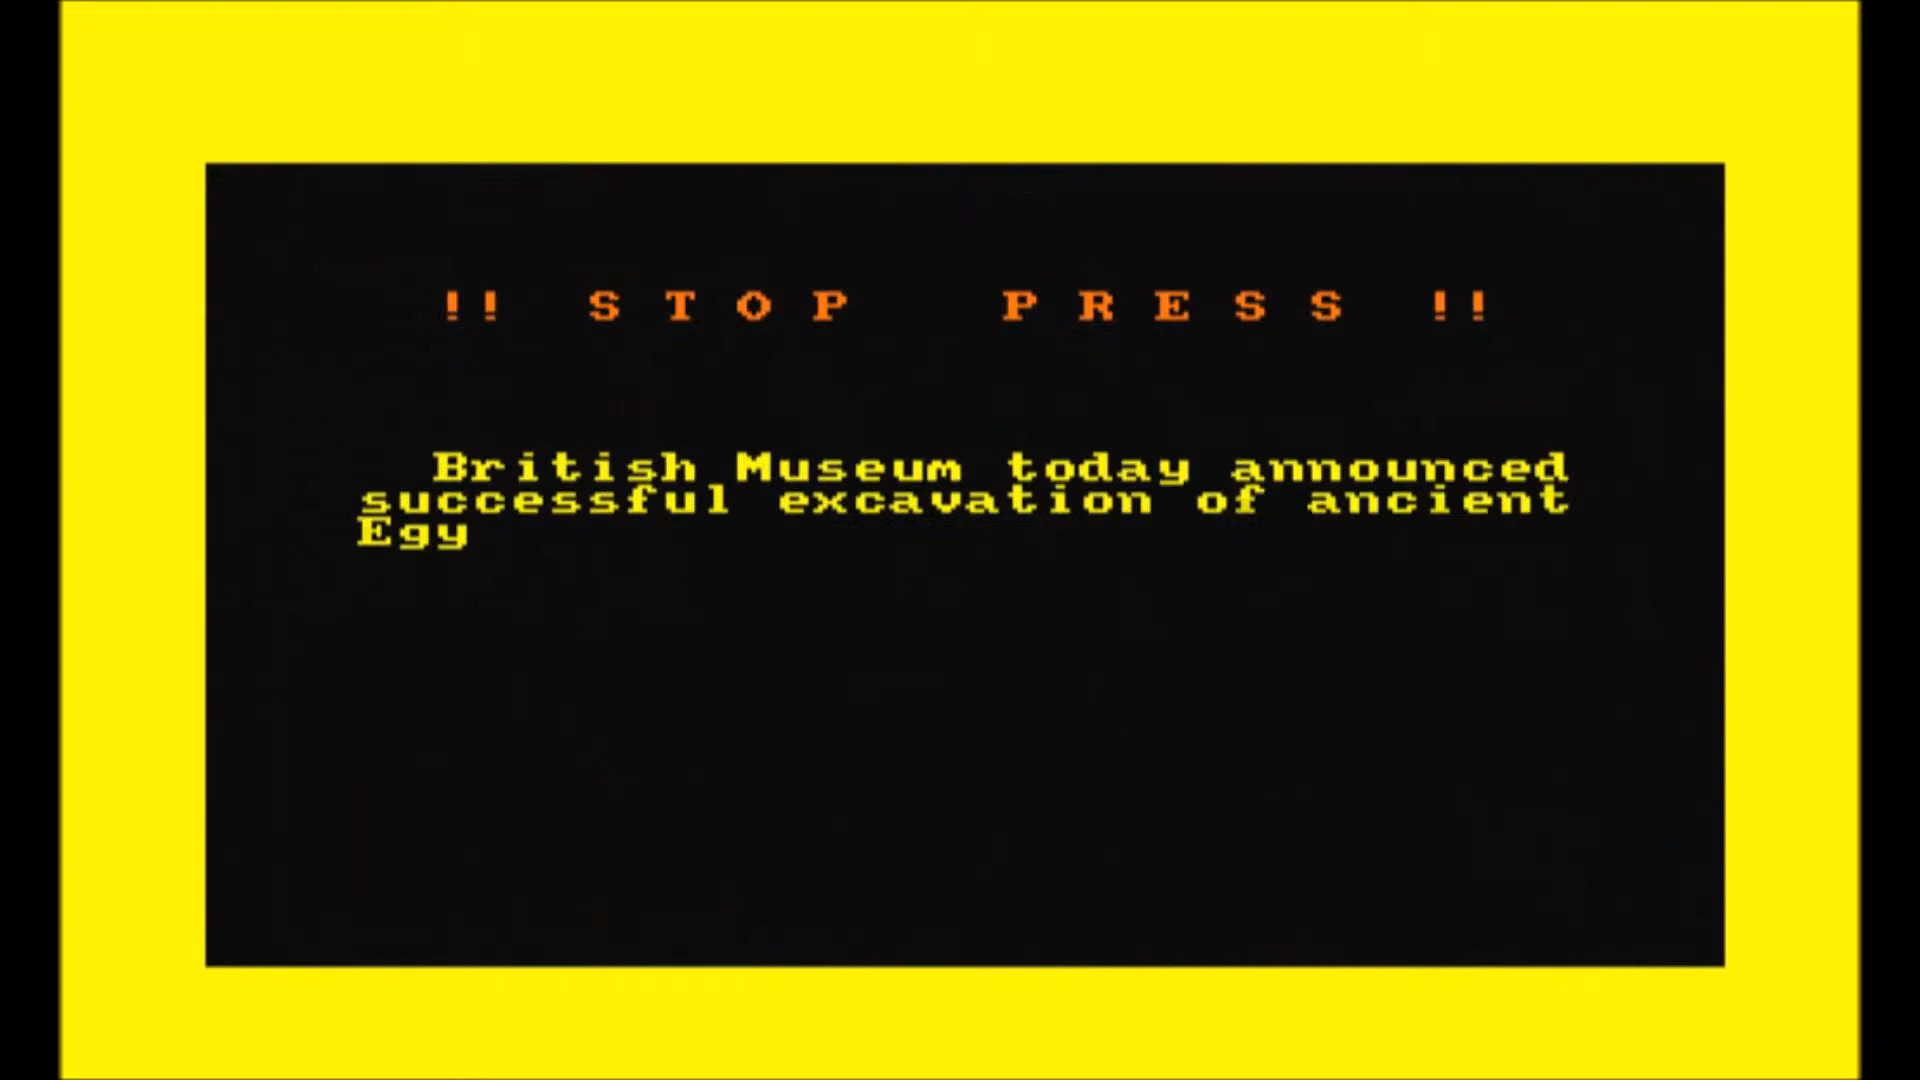 !! S T O P   P R E S S !!
British Museum today announced
successful excavation of ancient
Egy